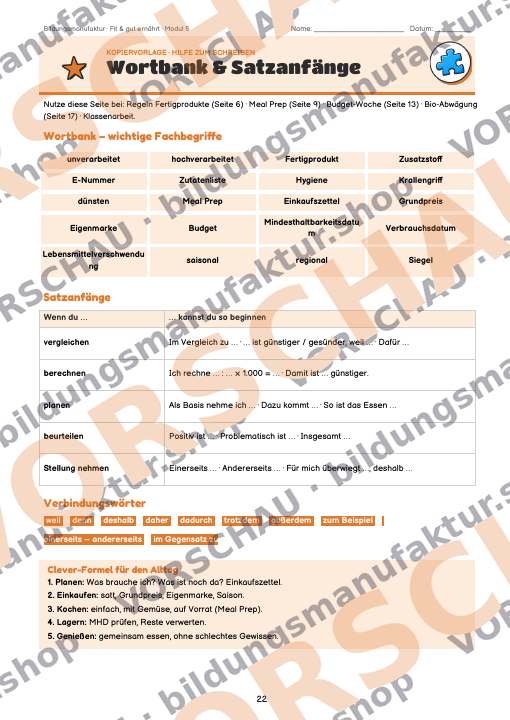 Bildungsmanufaktur · Fit & gut ernährt · Modul 5 Name: Datum:
KOPIERVORLAGE · HILFE ZUM SCHREIBEN
Wortbank & Satzanfänge
Nutze diese Seite bei: Regeln Fertigprodukte (Seite 6) · Meal Prep (Seite 9) · Budget-Woche (Seite 13) · Bio-Abwägung
(Seite 17) · Klassenarbeit.
Wortbank – wichtige Fachbegriffe
unverarbeitet hochverarbeitet Fertigprodukt Zusatzstoff
E-Nummer Zutatenliste Hygiene Krallengriff
dünsten Meal Prep Einkaufszettel Grundpreis
Eigenmarke Budget Mindesthaltbarkeitsdatu
m Verbrauchsdatum
Lebensmittelverschwendu
ng saisonal regional Siegel
Satzanfänge
Wenn du … … kannst du so beginnen
vergleichen Im Vergleich zu … · … ist günstiger / gesünder, weil … · Dafür …
berechnen Ich rechne … : … × 1.000 = … · Damit ist … günstiger.
planen Als Basis nehme ich … · Dazu kommt … · So ist das Essen …
beurteilen Positiv ist … · Problematisch ist … · Insgesamt …
Stellung nehmen Einerseits … · Andererseits … · Für mich überwiegt …, deshalb …
Verbindungswörter
weil denn deshalb daher dadurch trotzdem außerdem zum Beispiel
einerseits – andererseits im Gegensatz zu
Clever-Formel für den Alltag
1. Planen: Was brauche ich? Was ist noch da? Einkaufszettel.
2. Einkaufen: satt, Grundpreis, Eigenmarke, Saison.
3. Kochen: einfach, mit Gemüse, auf Vorrat (Meal Prep).
4. Lagern: MHD prüfen, Reste verwerten.
5. Genießen: gemeinsam essen, ohne schlechtes Gewissen.
22
VORSCHAU · bildungsmanufaktur.shop